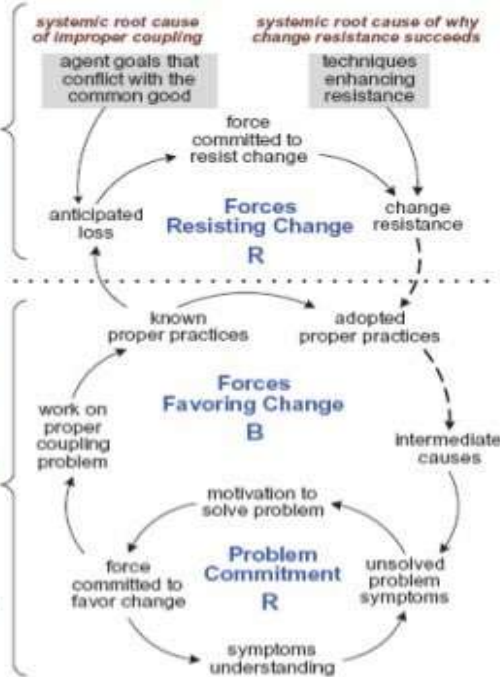 systemic root cause
of improper coupling
systemic root cause of why
change resistance succeeds
agent goals that
conflict with the
common good
techniques
enhancing
resistance
force
committed to
resist change
anticipated
loss
Forces
Resisting Change
R
change
resistance
known
proper practices
adopted
proper practices
Forces
Favoring Change
B
work on
proper
coupling
problem
intermediate
causes
motivation to
solve problem
force
committed to
favor change
Problem
Commitment
R
unsolved
problem
symptoms
symptoms
understanding